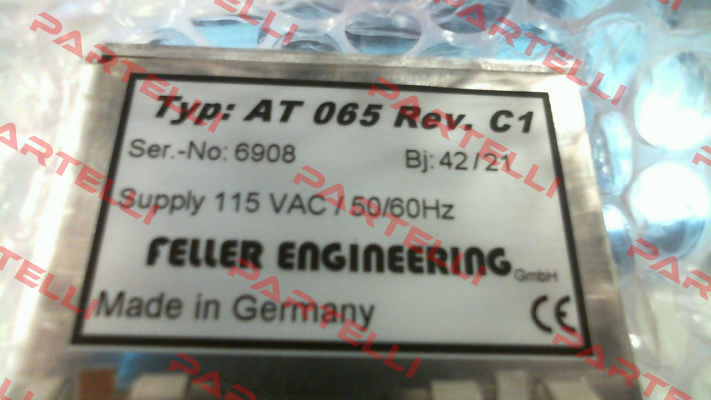 Typ: AT 065 Rev. C1
Ser.-No: 6908 Bj: 42/21
Supply 115 VAC / 50/60Hz
FELLER ENGINEERING GmbH
Made in Germany CE
PARTELLI
PARTELLI
PARTELLI
PARTELLI
PARTELLI
PARTELLI
PARTELLI
PARTELLI